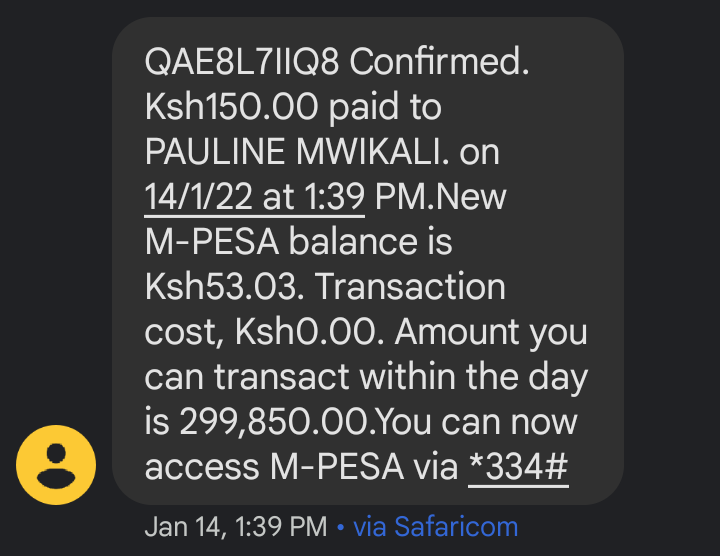 QAE8L7IIQ8 Confirmed.
Ksh150.00 paid to
PAULINE MWIKALI. on
14/1/22 at 1:39 PM.New
M-PESA balance is
Ksh53.03. Transaction
cost, Ksh0.00. Amount you
can transact within the day
is 299,850.00.You can now
access M-PESA via *334#
Jan 14, 1:39 PM • via Safaricom